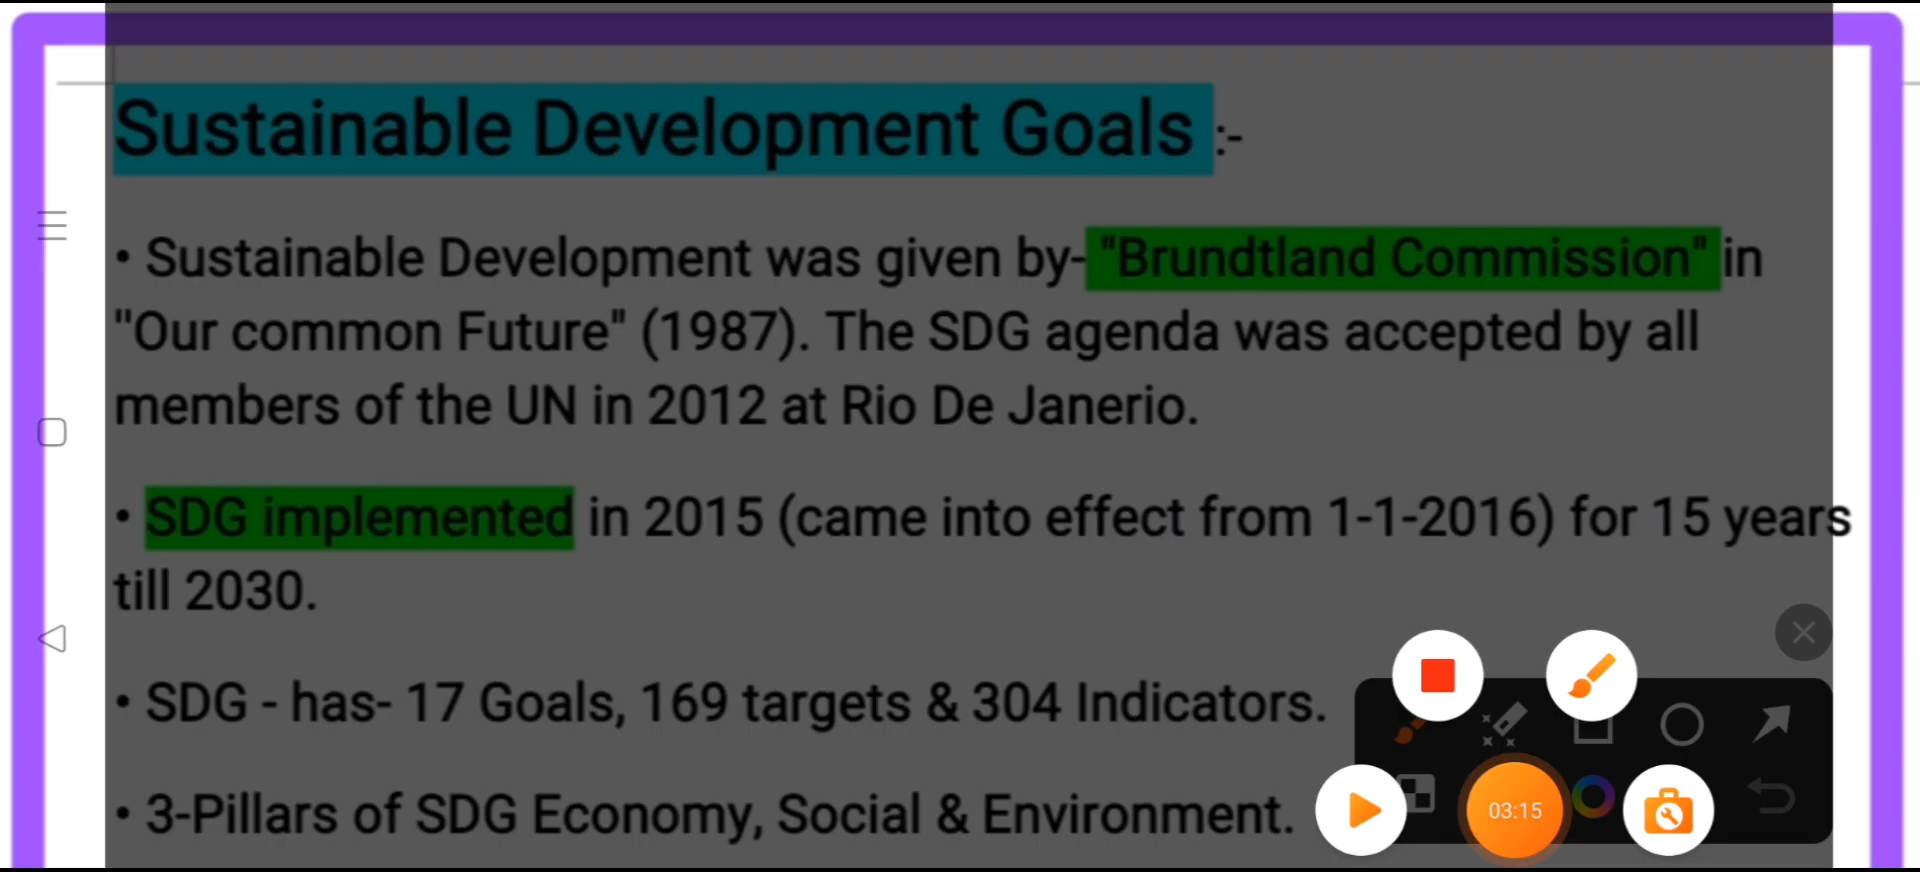 Sustainable Development Goals :-
• Sustainable Development was given by- "Brundtland Commission" in
"Our common Future" (1987). The SDG agenda was accepted by all
members of the UN in 2012 at Rio De Janerio.
• SDG implemented in 2015 (came into effect from 1-1-2016) for 15 years
till 2030.
• SDG - has- 17 Goals, 169 targets & 304 Indicators.
• 3-Pillars of SDG Economy, Social & Environment.
03:15